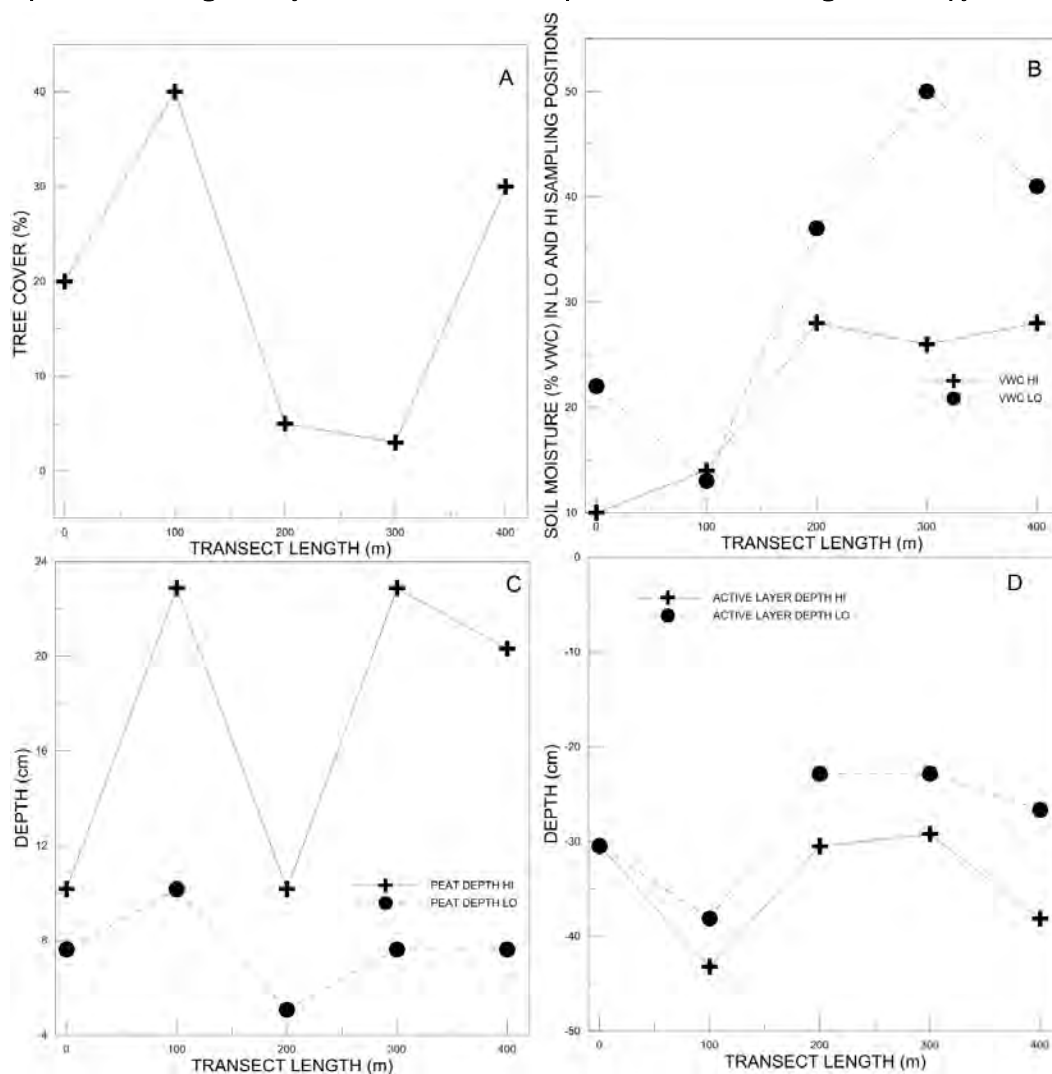 A
40
30
20
10
0
TREE COVER (%)
0 100 200 300 400
TRANSECT LENGTH (m)
B
50
40
30
20
10
SOIL MOISTURE (% VWC) IN LO AND HI SAMPLING POSITIONS
VWC HI
VWC LO
0 100 200 300 400
TRANSECT LENGTH (m)
C
24
20
16
12
8
4
DEPTH (cm)
PEAT DEPTH HI
PEAT DEPTH LO
0 100 200 300 400
TRANSECT LENGTH (m)
D
0
-10
-20
-30
-40
-50
DEPTH (cm)
ACTIVE LAYER DEPTH HI
ACTIVE LAYER DEPTH LO
0 100 200 300 400
TRANSECT LENGTH (m)